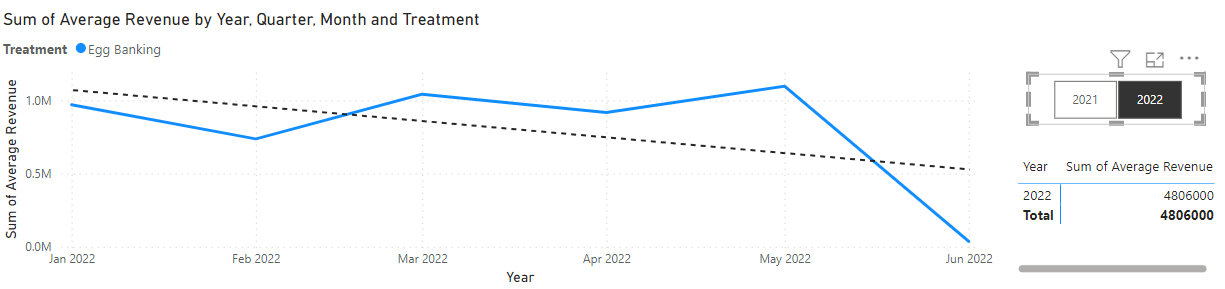 Sum of Average Revenue by Year, Quarter, Month and Treatment
Treatment Egg Banking
Sum of Average Revenue
1.0M
0.5M
0.0M
Jan 2022 Feb 2022 Mar 2022 Apr 2022 May 2022 Jun 2022
Year
2021 2022
Year Sum of Average Revenue
2022 4806000
Total 4806000